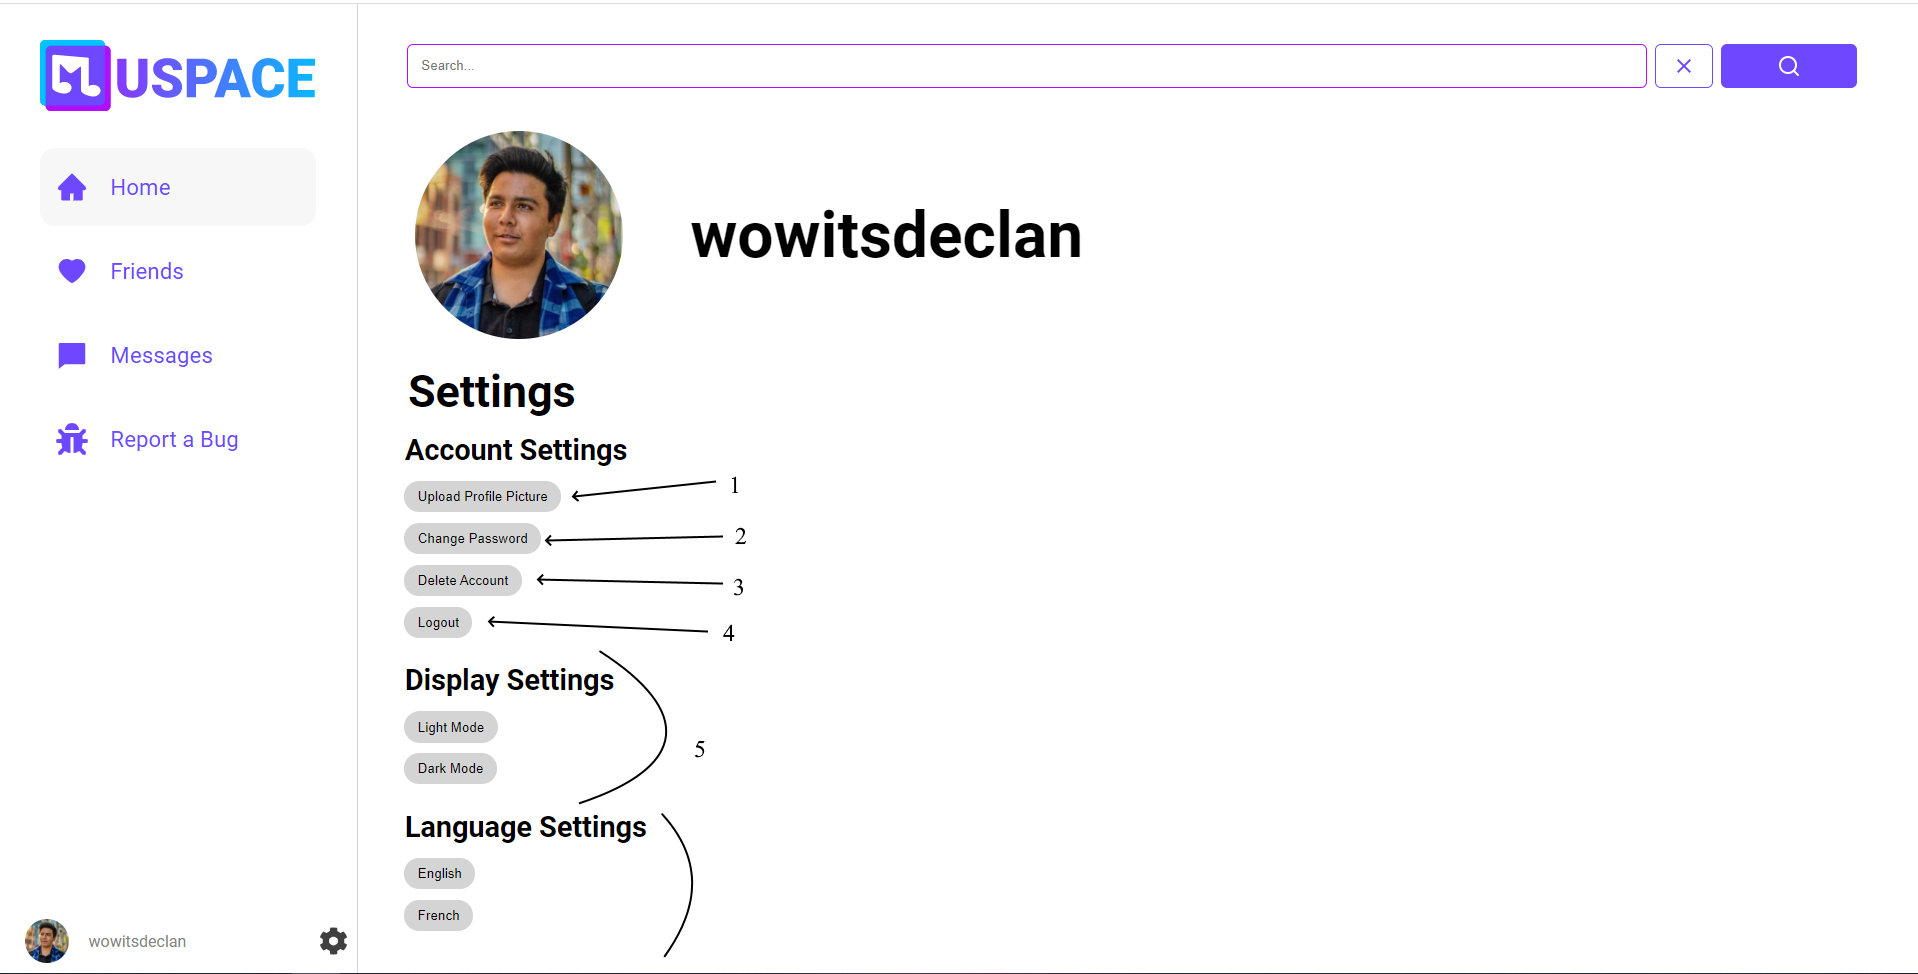 USPACE
Search...
Home
Friends
Messages
Report a Bug
wowitsdeclan
Settings
Account Settings
Upload Profile Picture
1
Change Password
2
Delete Account
3
Logout
4
Display Settings
Light Mode
5
Dark Mode
Language Settings
English
French
wowitsdeclan